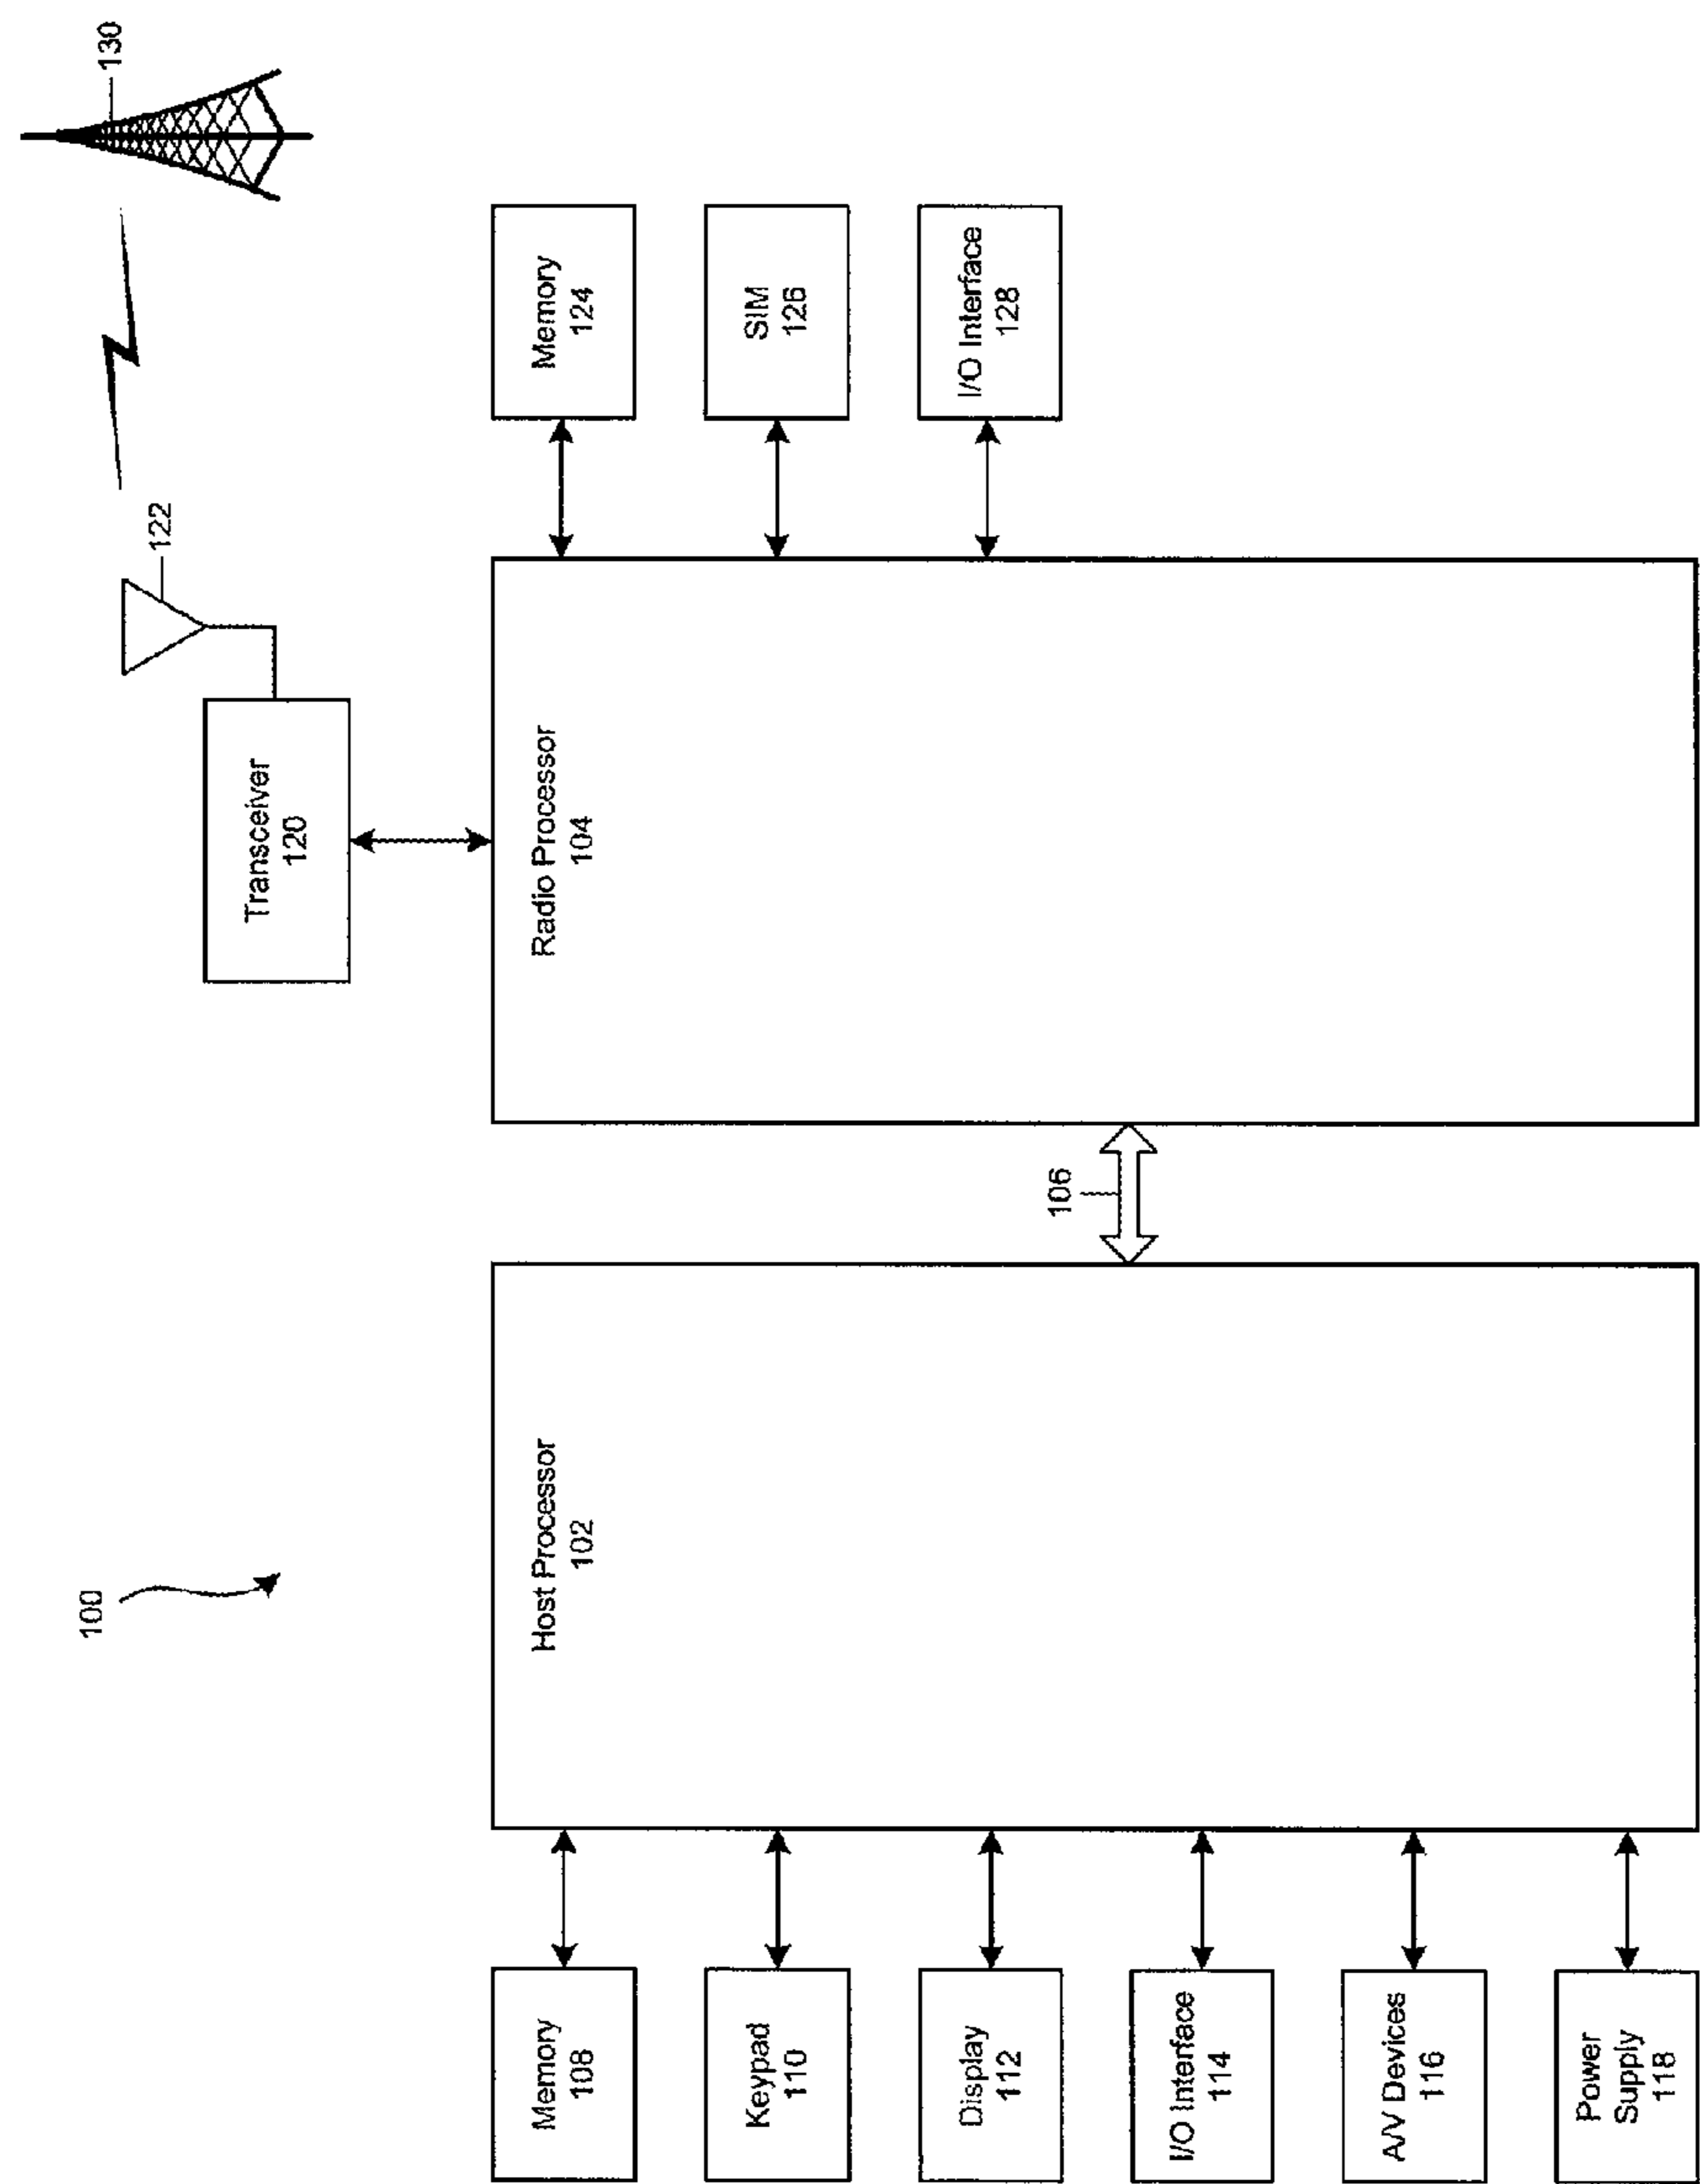 100
130
122
Transceiver
120
Memory
108
Keypad
110
Display
112
I/O Interface
114
A/V Devices
116
Power
Supply
118
Host Processor
102
106
Radio Processor
104
Memory
124
SIM
126
I/O Interface
128